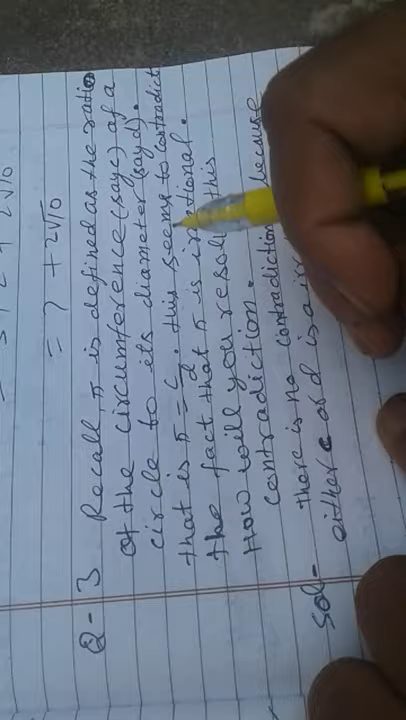 = 7 + 2√10
Q-3 Recall, π is defined as the ratio
of the circumference (say c) of a
circle to its diameter (say d).
that is π = c/d. this seems to contradict
the fact that π is irrational.
How will you resolve this
contradiction.
Sol- there is no contradiction because
either c or d is a irr